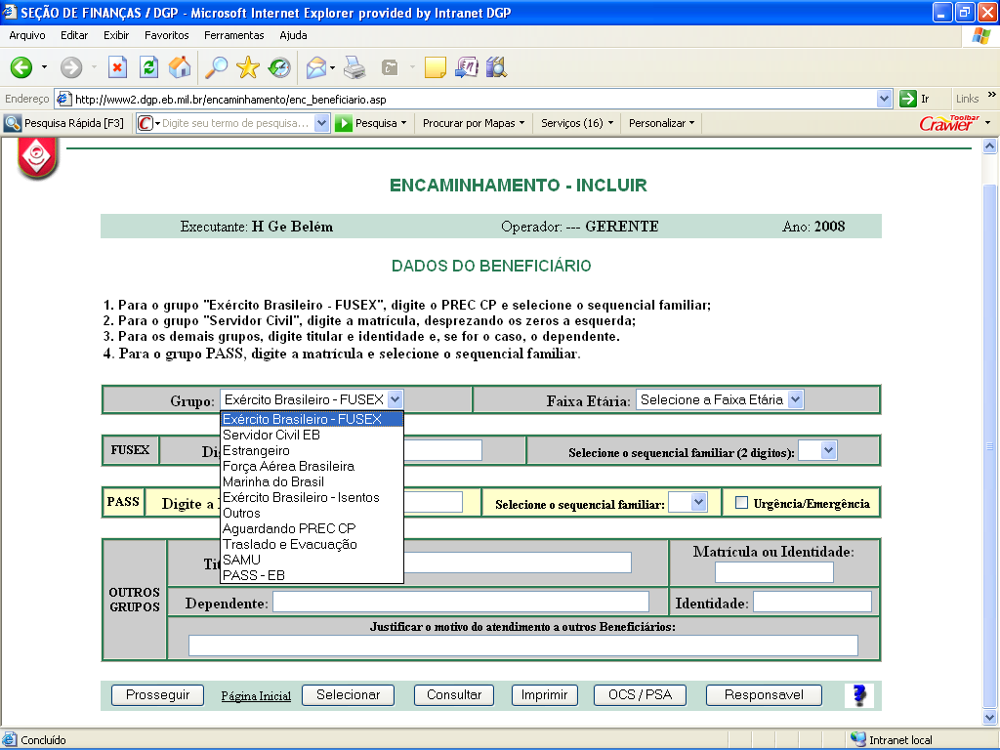 SEÇÃO DE FINANÇAS / DGP - Microsoft Internet Explorer provided by Intranet DGP
Arquivo Editar Exibir Favoritos Ferramentas Ajuda
Endereço http://www2.dgp.eb.mil.br/encaminhamento/enc_beneficiario.asp Ir Links »
Pesquisa Rápida [F3] Digite seu termo de pesquisa... Pesquisa Procurar por Mapas Serviços (16) Personalizar Crawler Toolbar
ENCAMINHAMENTO - INCLUIR
Executante: H Ge Belém Operador: --- GERENTE Ano: 2008
DADOS DO BENEFICIÁRIO
1. Para o grupo "Exército Brasileiro - FUSEX", digite o PREC CP e selecione o sequencial familiar;
2. Para o grupo "Servidor Civil", digite a matrícula, desprezando os zeros a esquerda;
3. Para os demais grupos, digite titular e identidade e, se for o caso, o dependente.
4. Para o grupo PASS, digite a matrícula e selecione o sequencial familiar.
Grupo: Exército Brasileiro - FUSEX Faixa Etária: Selecione a Faixa Etária
Exército Brasileiro - FUSEX
Servidor Civil EB
Estrangeiro
Força Aérea Brasileira
Marinha do Brasil
Exército Brasileiro - Isentos
Outros
Aguardando PREC CP
Traslado e Evacuação
SAMU
PASS - EB
FUSEX Selecione o sequencial familiar (2 digitos):
PASS Digite a Selecione o sequencial familiar: Urgência/Emergência
OUTROS GRUPOS
Matrícula ou Identidade:
Dependente: Identidade:
Justificar o motivo do atendimento a outros Beneficiários:
Prosseguir Página Inicial Selecionar Consultar Imprimir OCS / PSA Responsavel ?
Concluído Intranet local